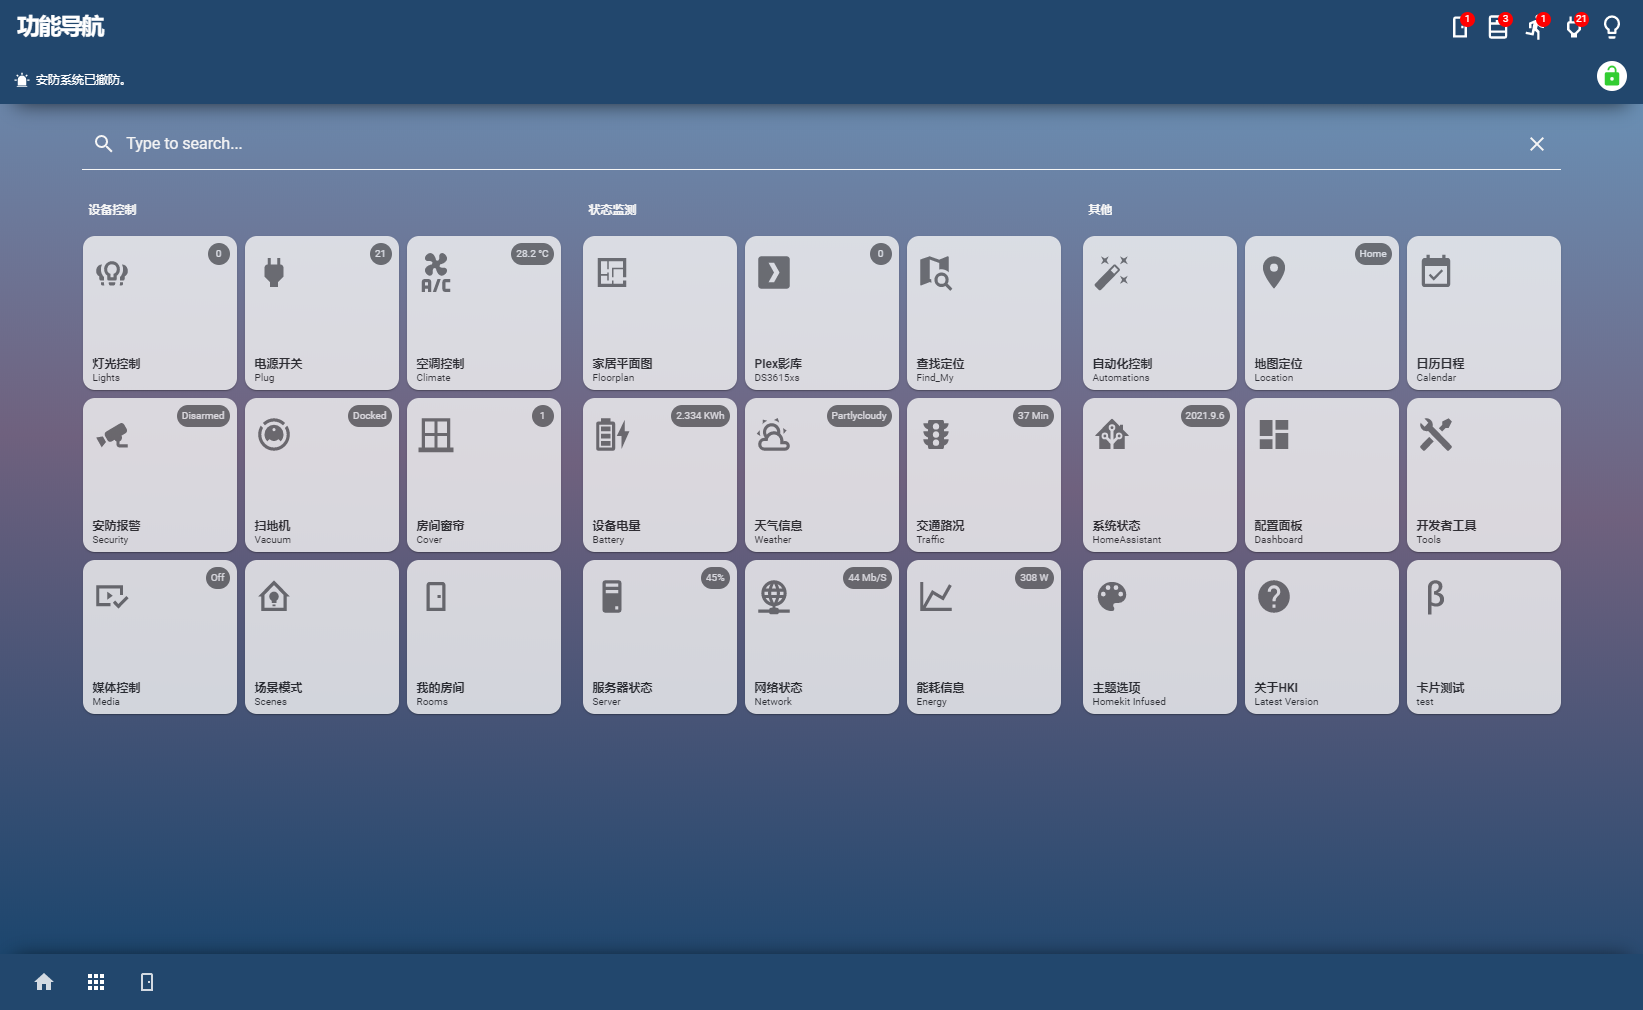 功能导航
1
3
1
21
安防系统已撤防。
Type to search...
设备控制
状态监测
其他
0
灯光控制
Lights
21
电源开关
Plug
28.2 °C
A/C
空调控制
Climate
家居平面图
Floorplan
0
Plex影库
DS3615xs
查找定位
Find_My
自动化控制
Automations
Home
地图定位
Location
日历日程
Calendar
Disarmed
安防报警
Security
Docked
扫地机
Vacuum
1
房间窗帘
Cover
2.334 KWh
设备电量
Battery
Partlycloudy
天气信息
Weather
37 Min
交通路况
Traffic
2021.9.6
系统状态
HomeAssistant
配置面板
Dashboard
开发者工具
Tools
Off
媒体控制
Media
场景模式
Scenes
我的房间
Rooms
45%
服务器状态
Server
44 Mb/S
网络状态
Network
308 W
能耗信息
Energy
主题选项
Homekit Infused
?
关于HKI
Latest Version
β
卡片测试
test